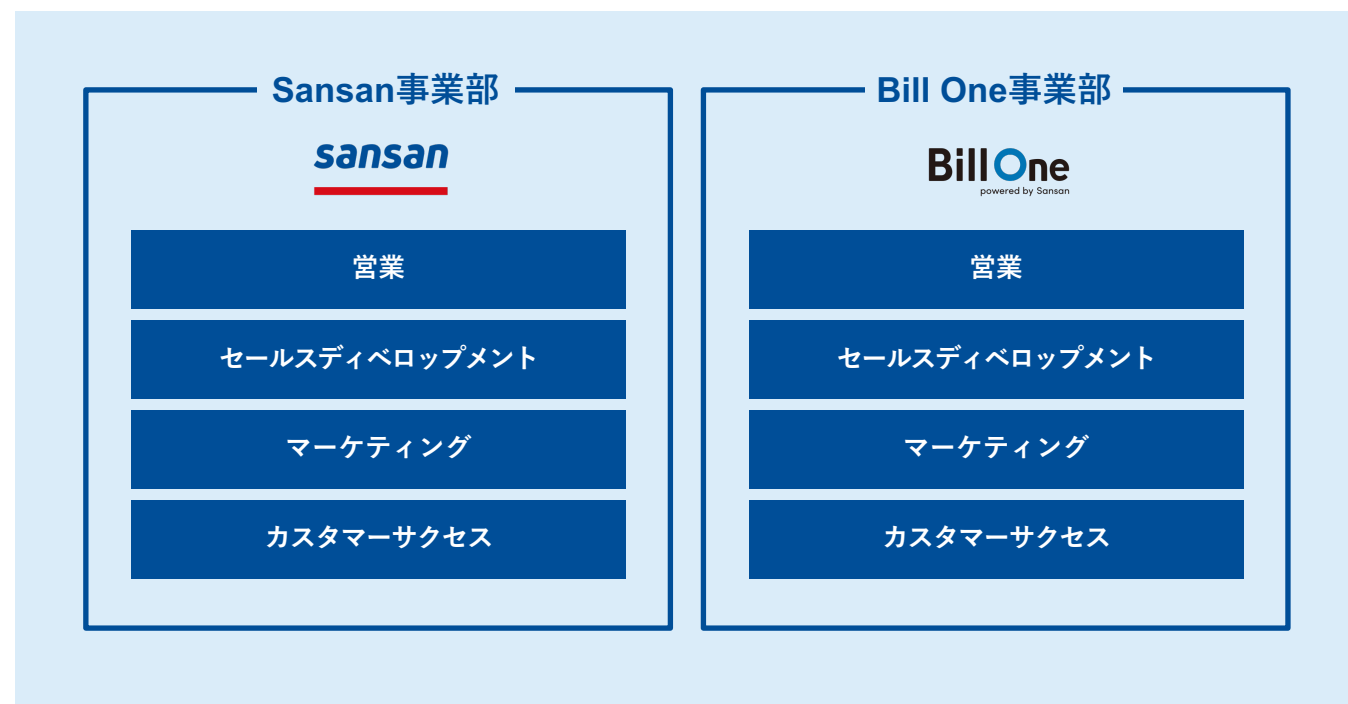 Sansan事業部
sansan
営業
セールスディベロップメント
マーケティング
カスタマーサクセス
Bill One事業部
Bill One
powered by Sansan
営業
セールスディベロップメント
マーケティング
カスタマーサクセス